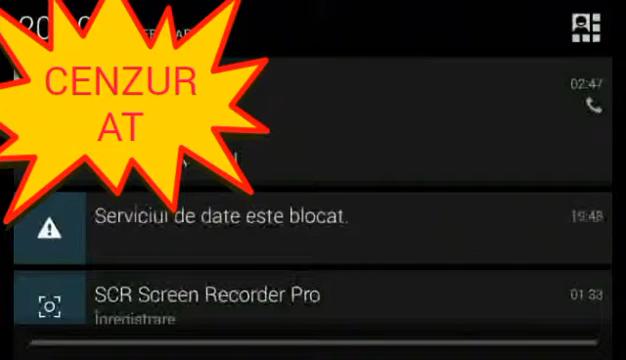 CENZUR
AT
02:47
Serviciul de date este blocat.
19:48
SCR Screen Recorder Pro
01:33
Înregistrare